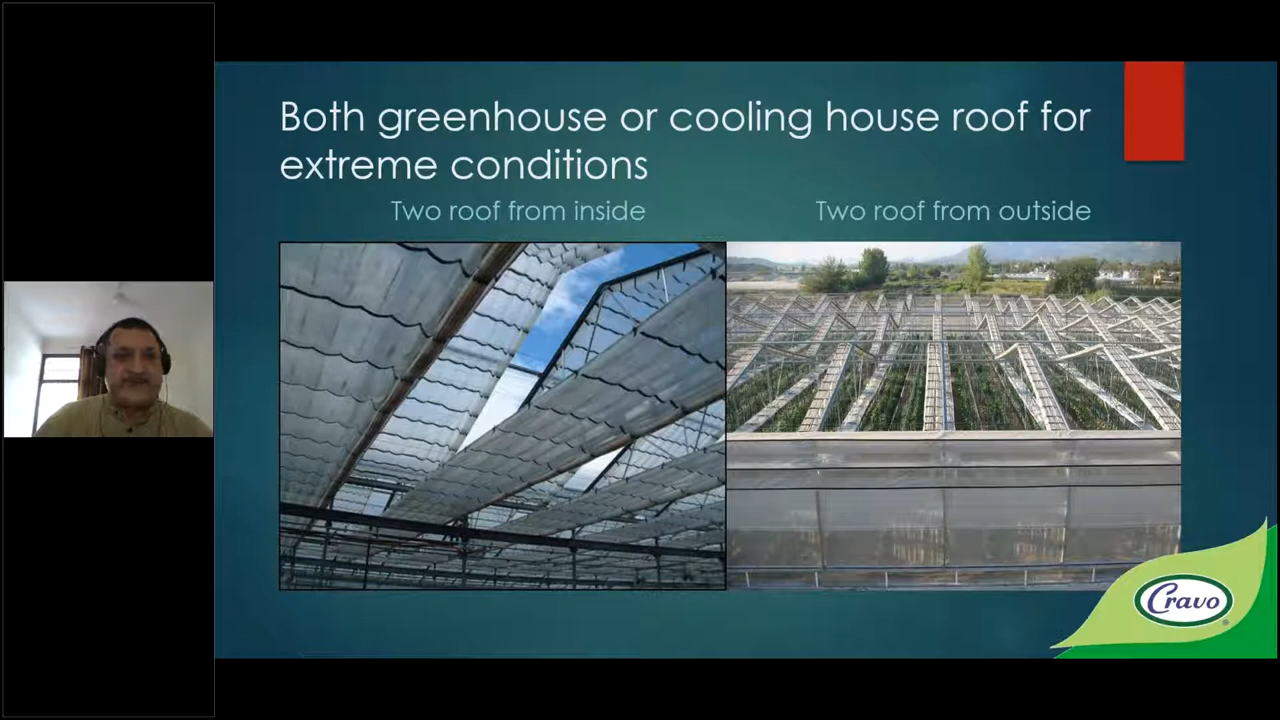 Both greenhouse or cooling house roof for
extreme conditions
Two roof from inside
Two roof from outside
Cravo